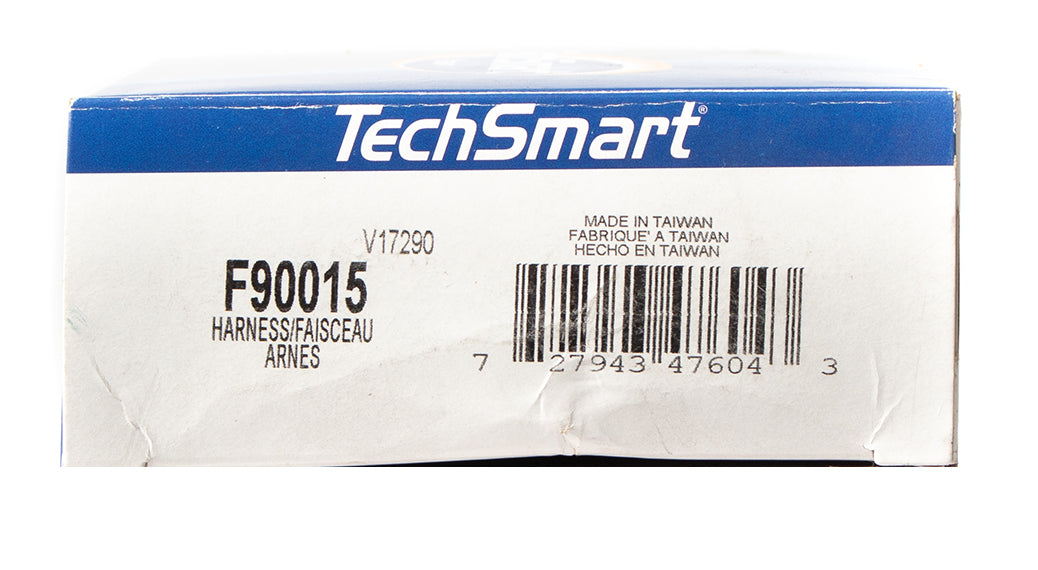 TechSmart®
V17290
F90015
HARNESS/FAISCEAU
ARNES
MADE IN TAIWAN
FABRIQUE' A TAIWAN
HECHO EN TAIWAN
7 27943 47604 3